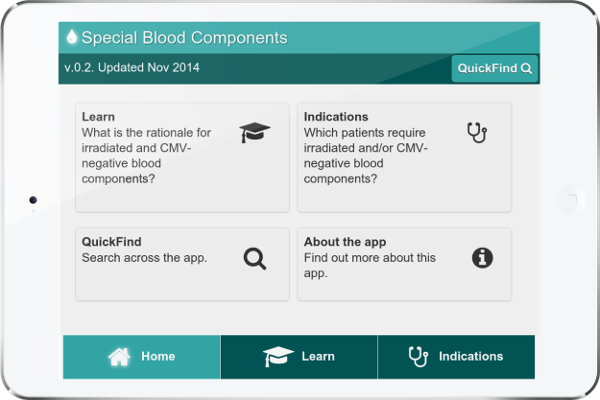 Special Blood Components
v.0.2. Updated Nov 2014
QuickFind
Learn
What is the rationale for
irradiated and CMV-
negative blood
components?
Indications
Which patients require
irradiated and/or CMV-
negative blood
components?
QuickFind
Search across the app.
About the app
Find out more about this
app.
Home
Learn
Indications